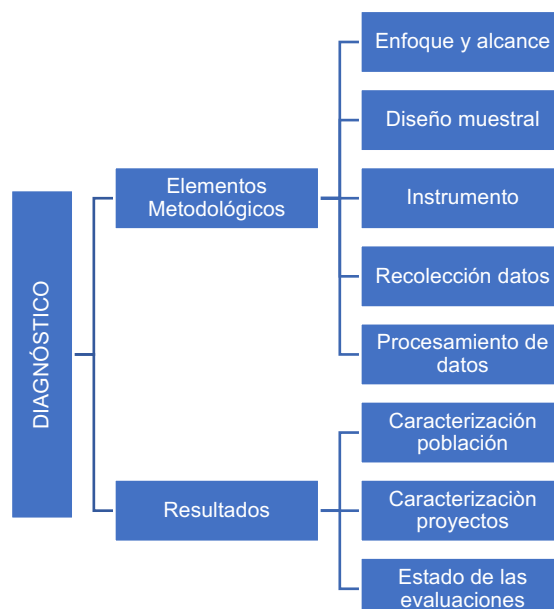 DIAGNÓSTICO
Elementos
Metodológicos
Enfoque y alcance
Diseño muestral
Instrumento
Recolección datos
Procesamiento de
datos
Resultados
Caracterización
población
Caracterizaciòn
proyectos
Estado de las
evaluaciones